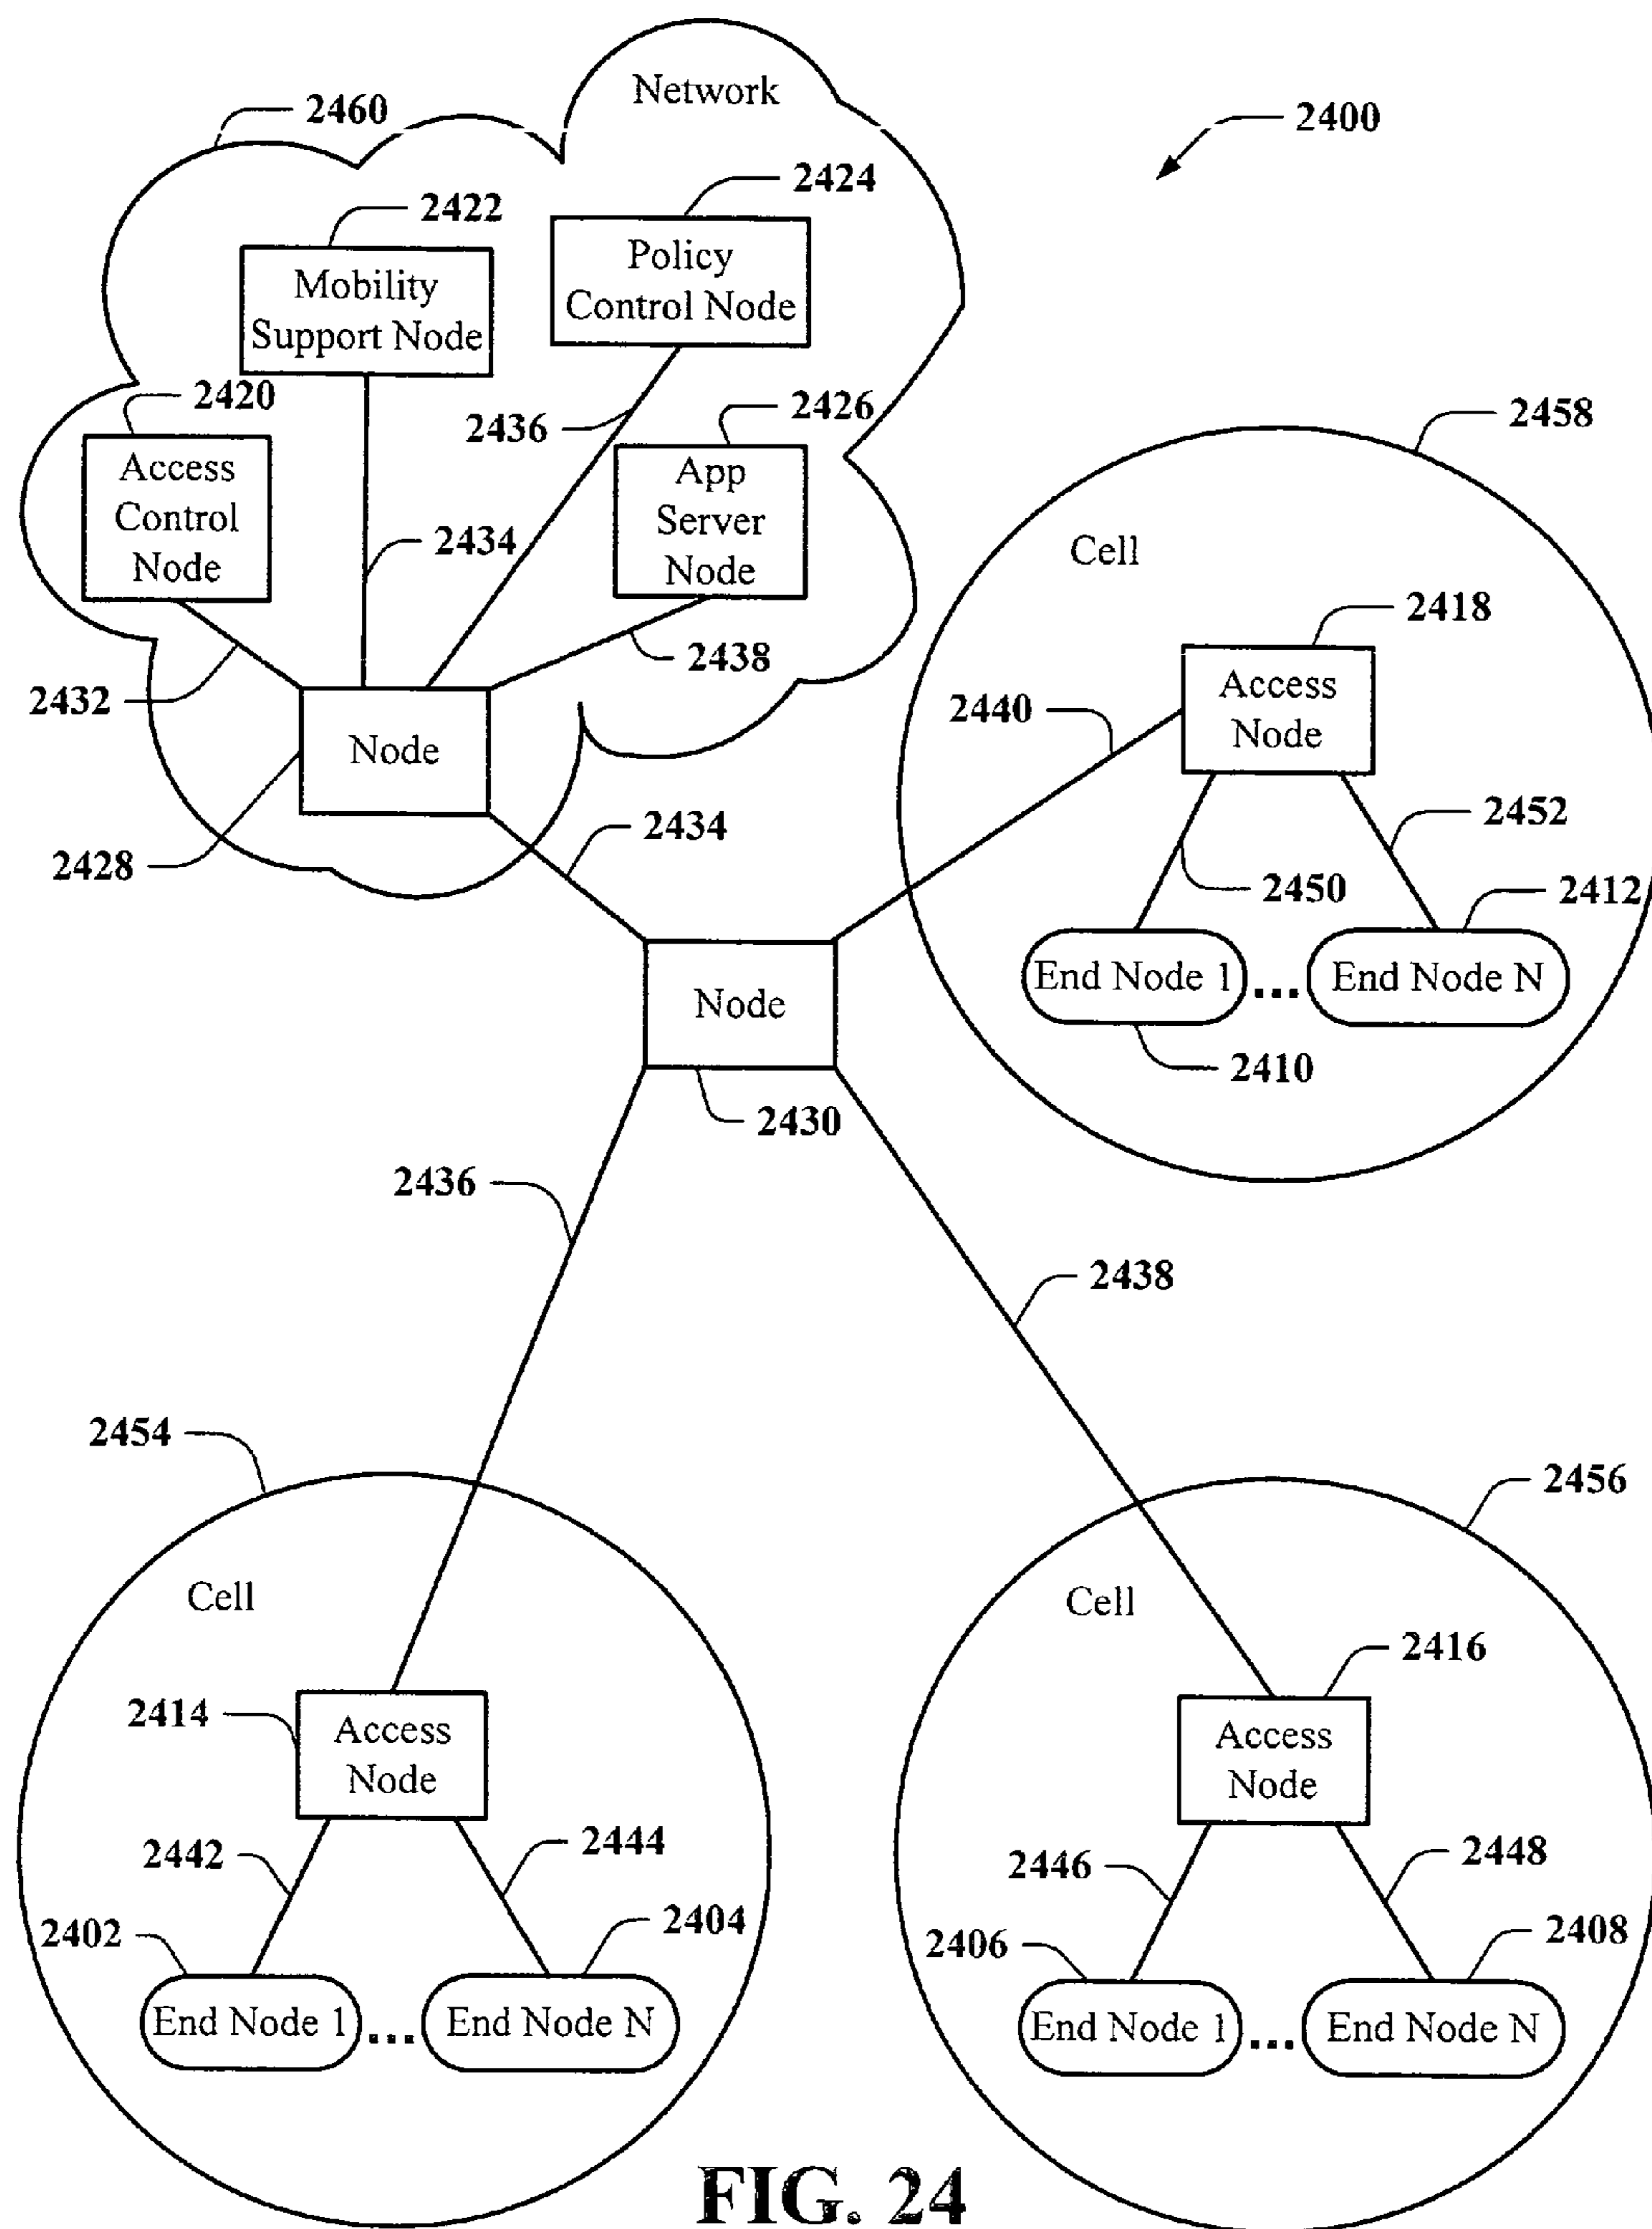 Network
2460
2400
2424
2422
Policy
Control Node
Mobility
Support Node
2420
2436
2426
2458
Access
Control
Node
App
Server
Node
2434
Cell
2418
2432
2438
Access
Node
2440
Node
2428
2434
2452
2450
2412
End Node 1
...
End Node N
Node
2410
2430
2436
2438
2454
2456
Cell
Cell
2416
2414
Access
Node
Access
Node
2442
2444
2446
2448
2402
2404
2406
2408
End Node 1
...
End Node N
End Node 1
...
End Node N
FIG. 24